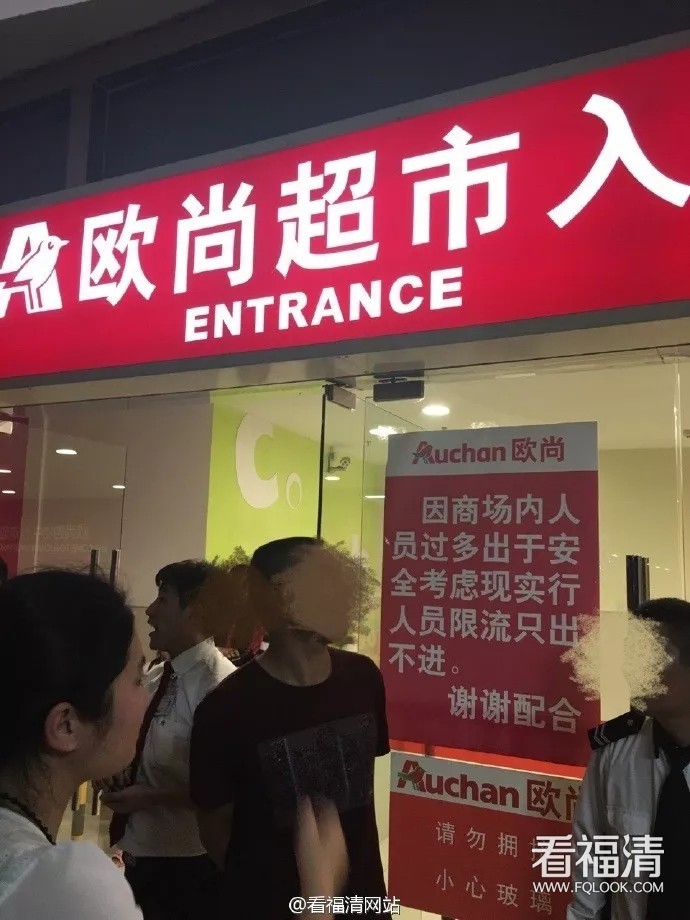 欧尚超市入
ENTRANCE
C
Auchan 欧尚
因商场内人
员过多出于安
全考虑现实行
人员限流只出
不进。
谢谢配合
Auchan 欧尚
请勿拥
小心玻璃
看福清
WWW.FQLOOK.COM
@看福清网站